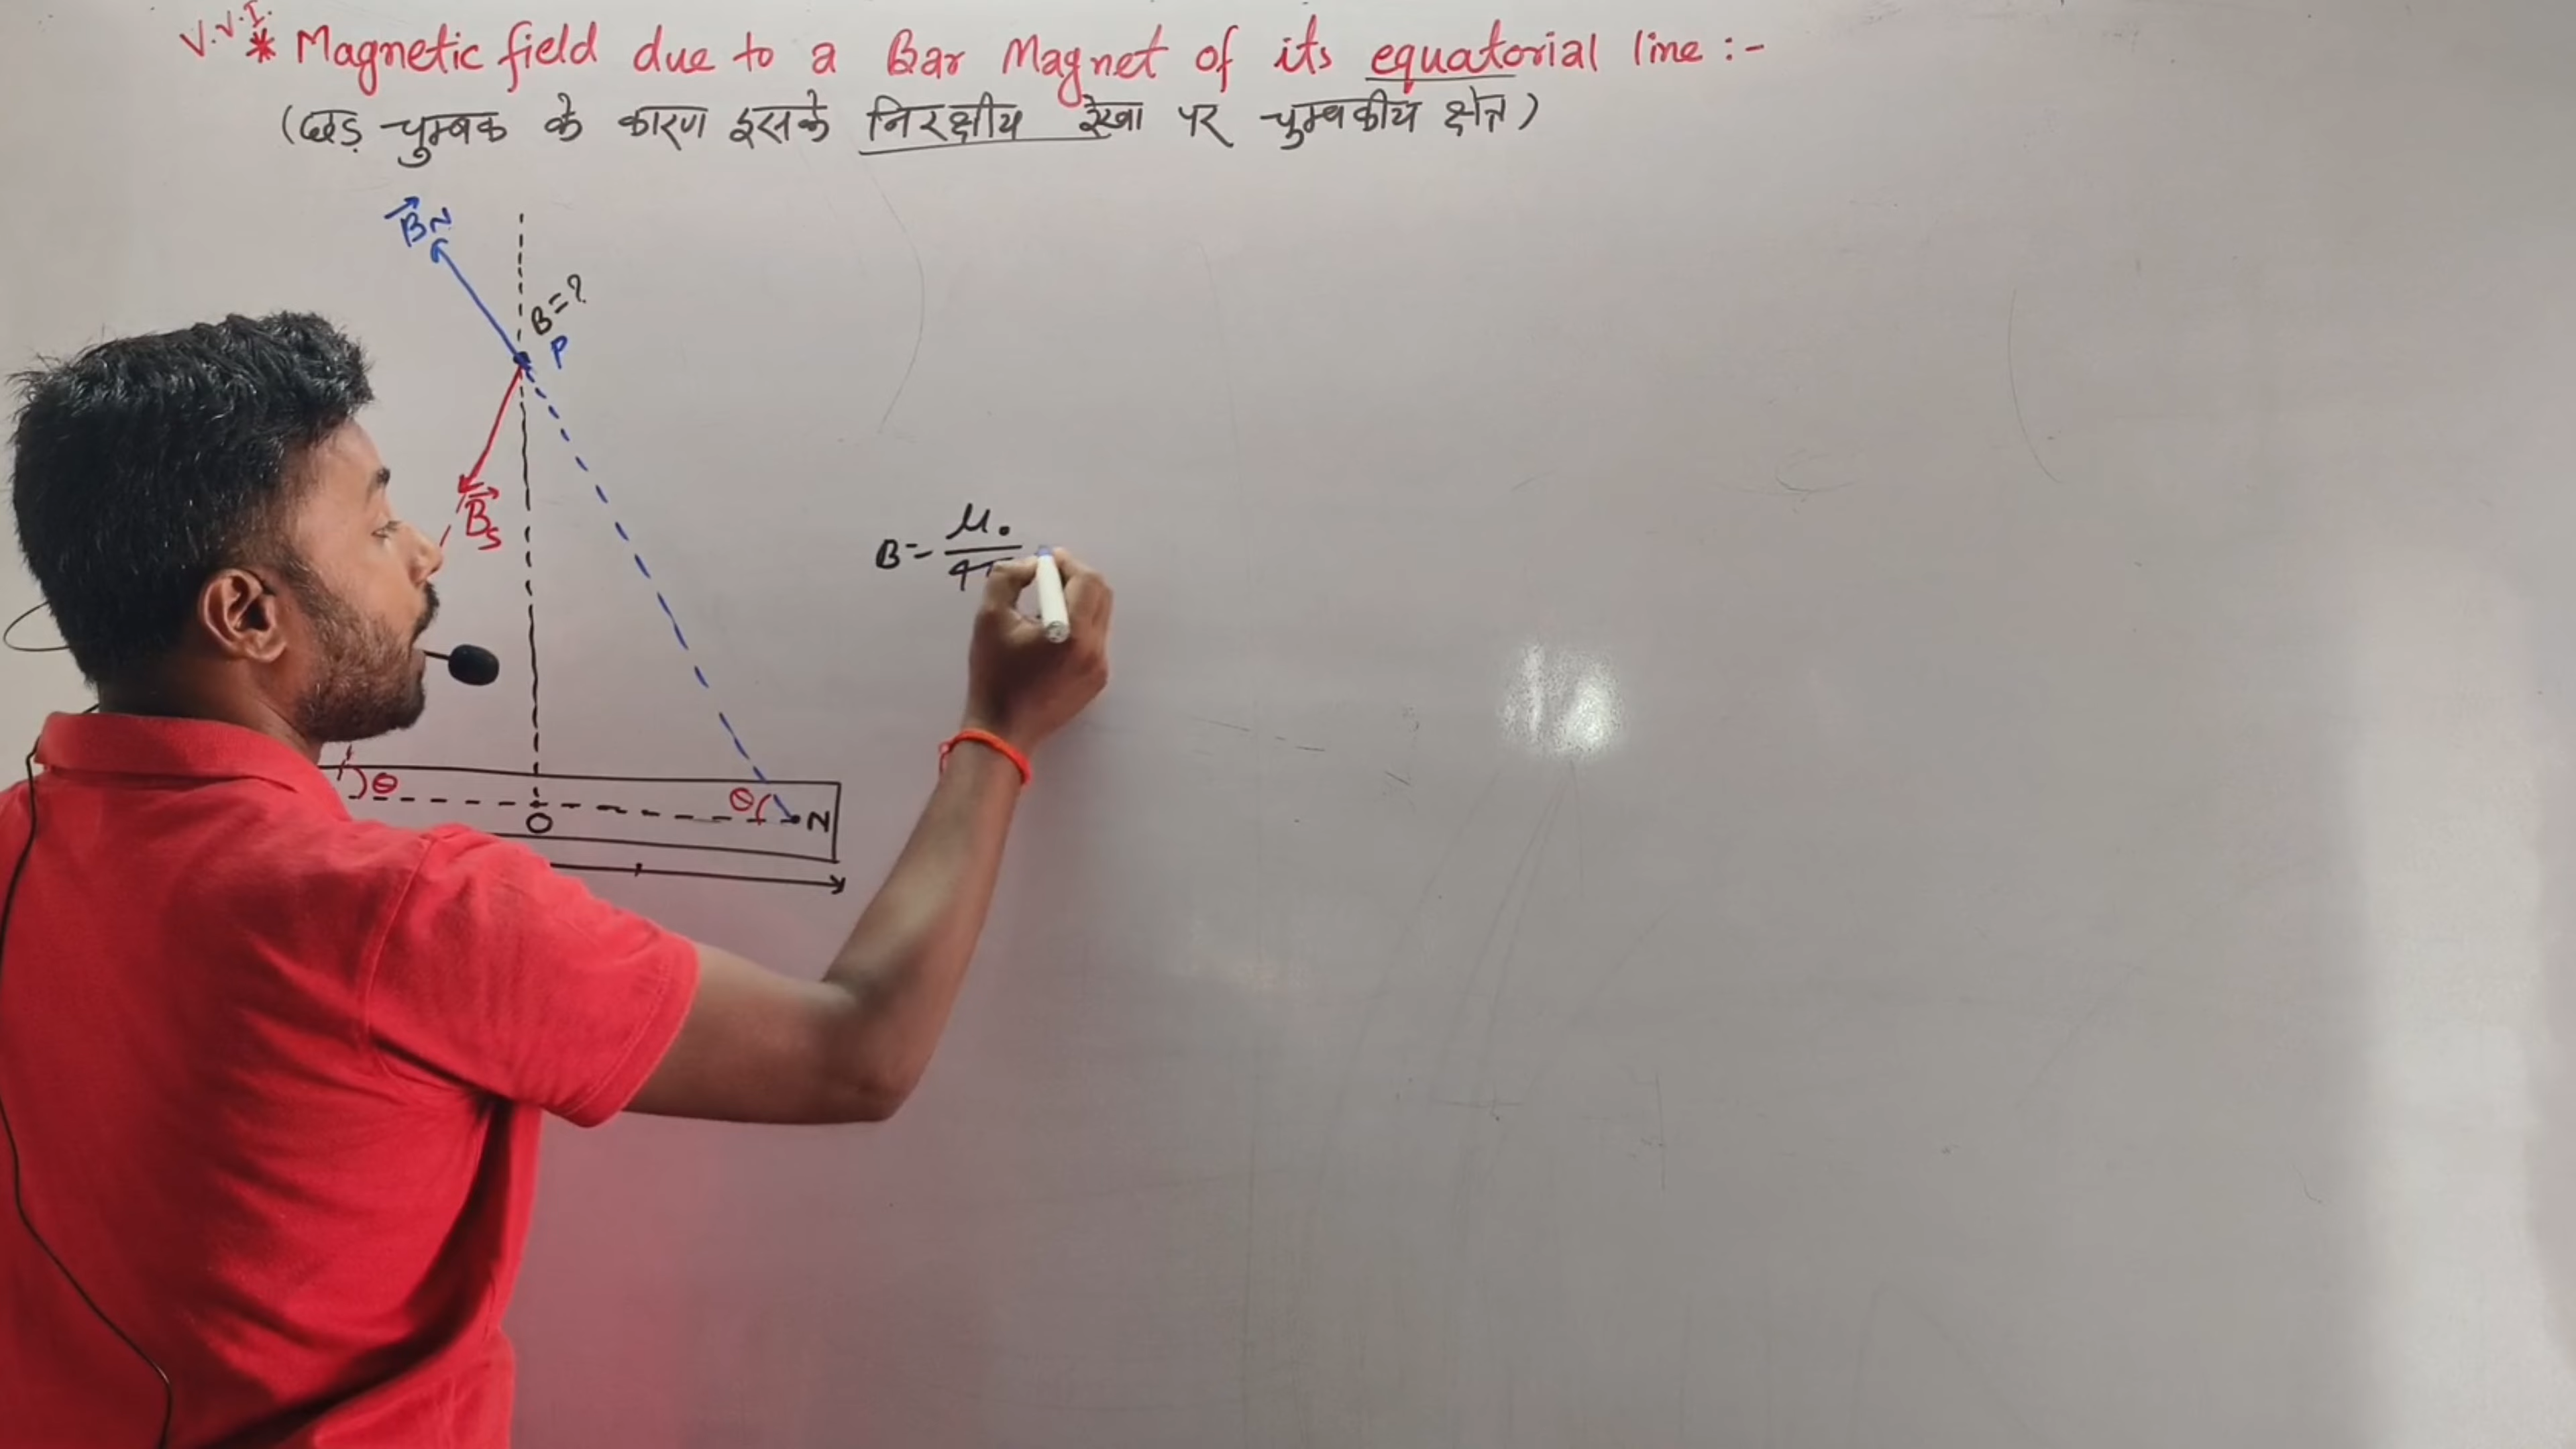 V.V.I.
* Magnetic field due to a Bar Magnet of its equatorial line :-
(छड़ चुम्बक के कारण इसके निरक्षीय रेखा पर चुम्बकीय क्षेत्र)
B⃗N
B=?
P
B⃗s
B = μ₀
4π
θ
θ
N
O